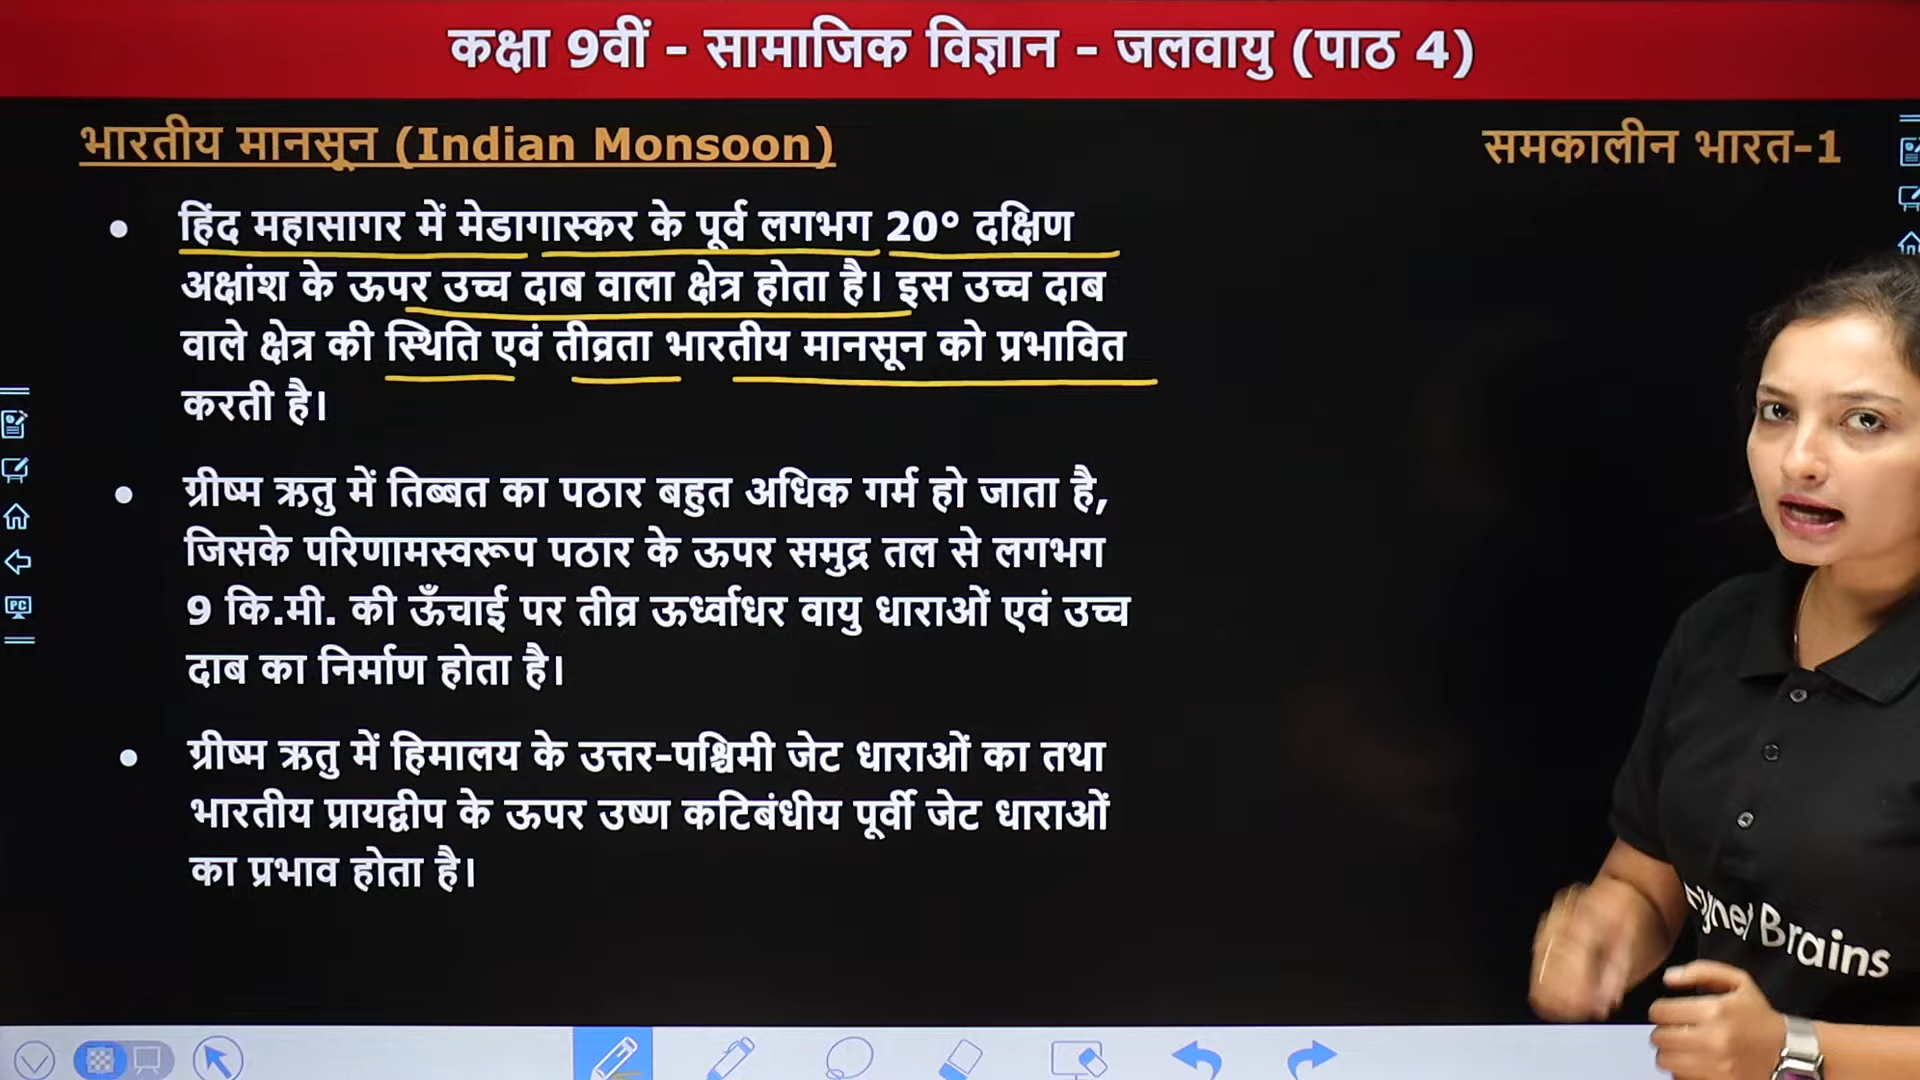 कक्षा 9वीं - सामाजिक विज्ञान - जलवायु (पाठ 4)
भारतीय मानसून (Indian Monsoon)
समकालीन भारत-1
हिंद महासागर में मेडागास्कर के पूर्व लगभग 20° दक्षिण
अक्षांश के ऊपर उच्च दाब वाला क्षेत्र होता है। इस उच्च दाब
वाले क्षेत्र की स्थिति एवं तीव्रता भारतीय मानसून को प्रभावित
करती है।
ग्रीष्म ऋतु में तिब्बत का पठार बहुत अधिक गर्म हो जाता है,
जिसके परिणामस्वरूप पठार के ऊपर समुद्र तल से लगभग
9 कि.मी. की ऊँचाई पर तीव्र ऊर्ध्वाधर वायु धाराओं एवं उच्च
दाब का निर्माण होता है।
ग्रीष्म ऋतु में हिमालय के उत्तर-पश्चिमी जेट धाराओं का तथा
भारतीय प्रायद्वीप के ऊपर उष्ण कटिबंधीय पूर्वी जेट धाराओं
का प्रभाव होता है।
PC
Brains